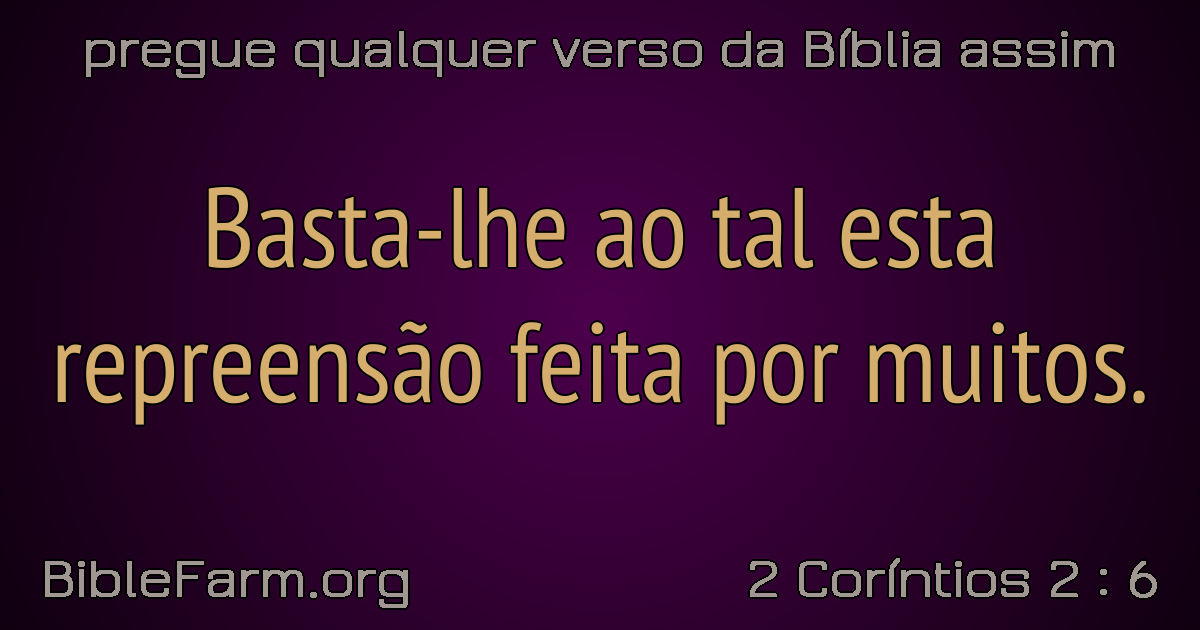 pregue qualquer verso da Bíblia assim
Basta-lhe ao tal esta
repreensão feita por muitos.
BibleFarm.org
2 Coríntios 2 : 6